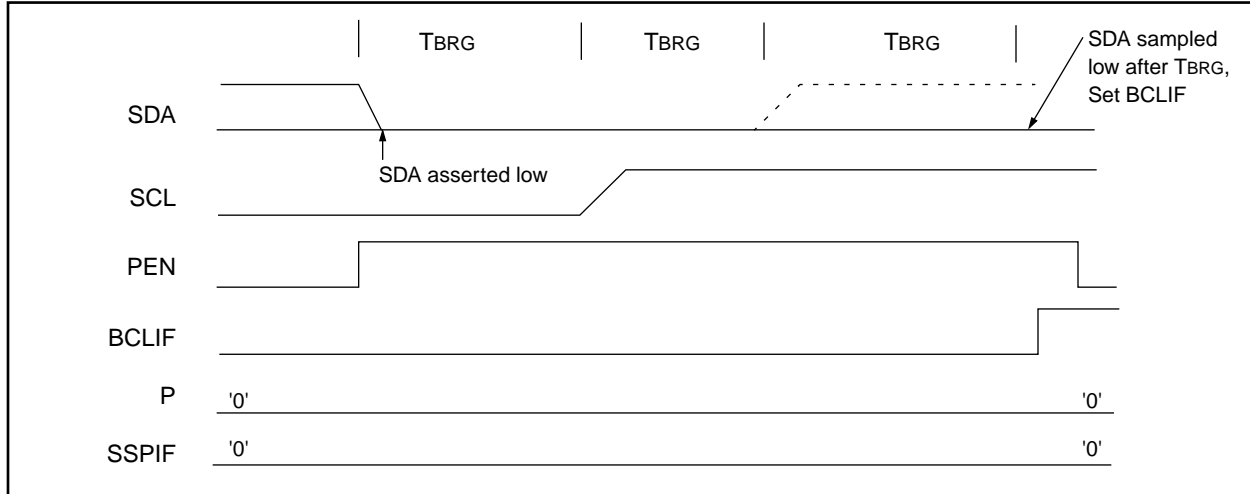 TBRG TBRG TBRG
SDA sampled
low after TBRG,
Set BCLIF
SDA
SDA asserted low
SCL
PEN
BCLIF
P '0' '0'
SSPIF '0' '0'